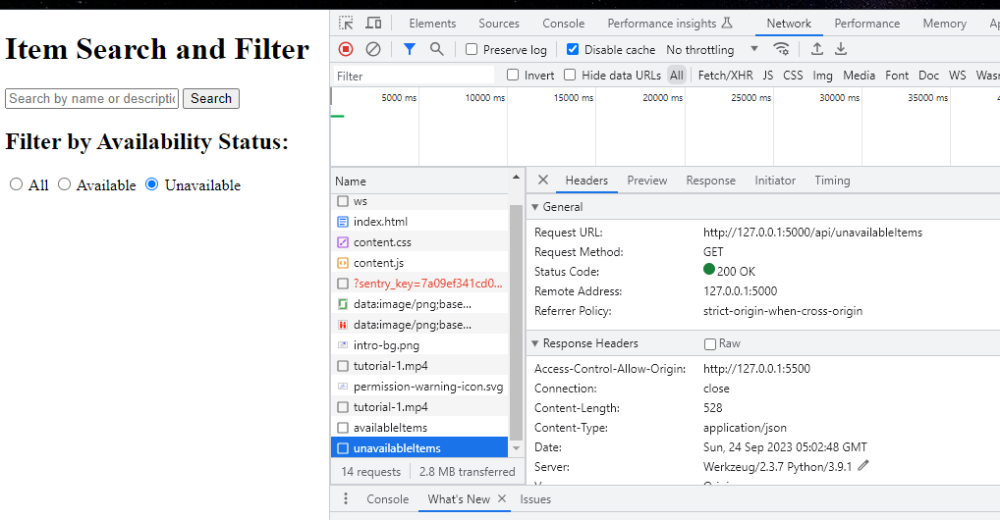 Item Search and Filter
Search by name or descriptic Search
Filter by Availability Status:
All Available Unavailable
Elements Sources Console Performance insights Network Performance Memory Ap
Preserve log Disable cache No throttling
Filter Invert Hide data URLs All Fetch/XHR JS CSS Img Media Font Doc WS Wasm
5000 ms 10000 ms 15000 ms 20000 ms 25000 ms 30000 ms 35000 ms 4
Name
ws
index.html
content.css
content.js
?sentry_key=7a09ef341cd0...
data:image/png;base...
data:image/png;base...
intro-bg.png
tutorial-1.mp4
permission-warning-icon.svg
tutorial-1.mp4
availableItems
unavailableItems
14 requests 2.8 MB transferred
Headers Preview Response Initiator Timing
General
Request URL: http://127.0.0.1:5000/api/unavailableItems
Request Method: GET
Status Code: 200 OK
Remote Address: 127.0.0.1:5000
Referrer Policy: strict-origin-when-cross-origin
Response Headers Raw
Access-Control-Allow-Origin: http://127.0.0.1:5500
Connection: close
Content-Length: 528
Content-Type: application/json
Date: Sun, 24 Sep 2023 05:02:48 GMT
Server: Werkzeug/2.3.7 Python/3.9.1
Console What's New Issues